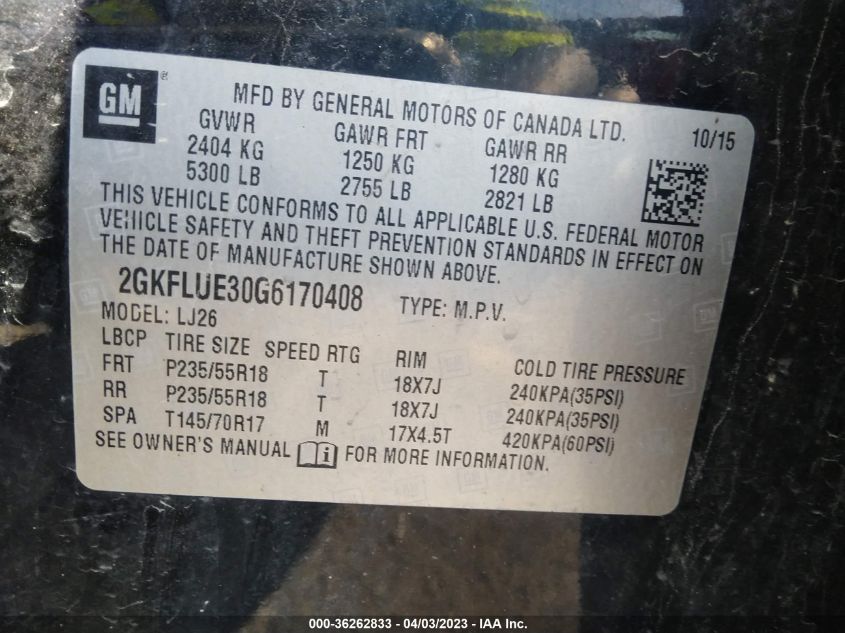 GM ®
MFD BY GENERAL MOTORS OF CANADA LTD.
10/15
GVWR GAWR FRT GAWR RR
2404 KG 1250 KG 1280 KG
5300 LB 2755 LB 2821 LB
THIS VEHICLE CONFORMS TO ALL APPLICABLE U.S. FEDERAL MOTOR
VEHICLE SAFETY AND THEFT PREVENTION STANDARDS IN EFFECT ON
THE DATE OF MANUFACTURE SHOWN ABOVE.
2GKFLUE30G6170408 TYPE: M.P.V.
MODEL: LJ26
LBCP TIRE SIZE SPEED RTG RIM COLD TIRE PRESSURE
FRT P235/55R18 T 18X7J 240KPA(35PSI)
RR P235/55R18 T 18X7J 240KPA(35PSI)
SPA T145/70R17 M 17X4.5T 420KPA(60PSI)
SEE OWNER'S MANUAL i FOR MORE INFORMATION.
000-36262833 - 04/03/2023 - IAA Inc.